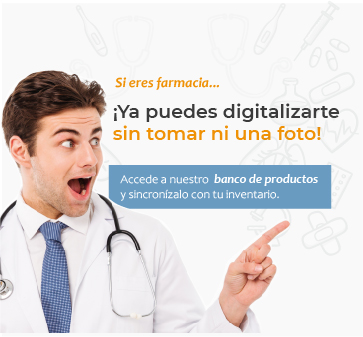 Si eres farmacia...
¡Ya puedes digitalizarte
sin tomar ni una foto!
Accede a nuestro banco de productos
y sincronízalo con tu inventario.